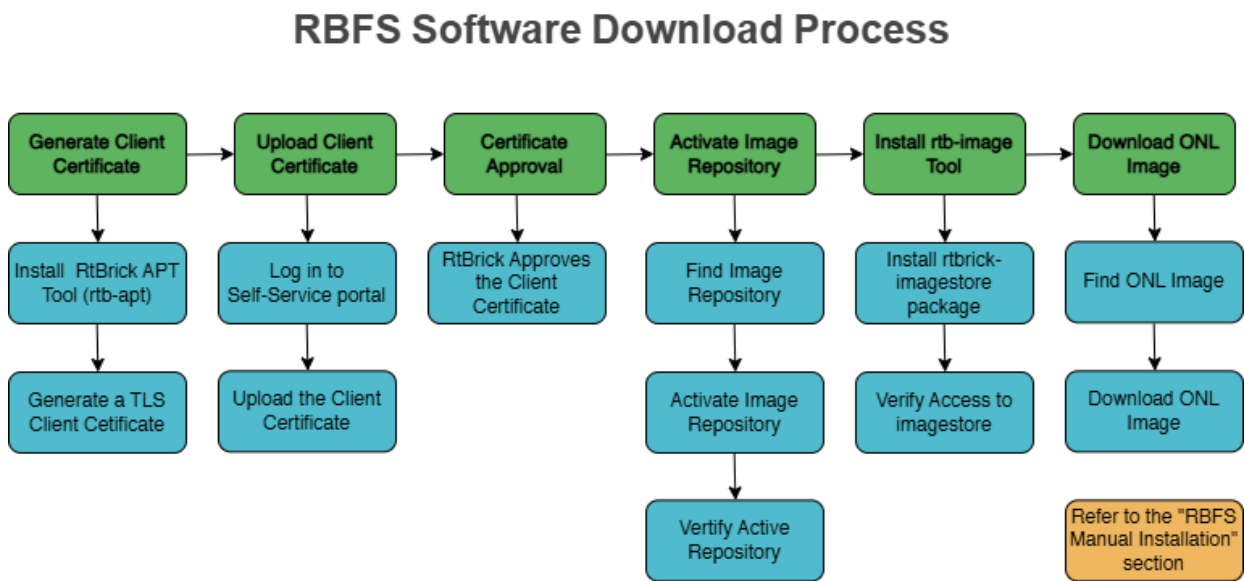 RBFS Software Download Process
Generate Client
Certificate
Upload Client
Certificate
Certificate
Approval
Activate Image
Repository
Install rtb-image
Tool
Download ONL
Image
Install RtBrick APT
Tool (rtb-apt)
Log in to
Self-Service portal
RtBrick Approves
the Client
Certificate
Find Image
Repository
Install rtbrick-
imagestore
package
Find ONL Image
Generate a TLS
Client Cetificate
Upload the Client
Certificate
Activate Image
Repository
Verify Access to
imagestore
Download ONL
Image
Vertify Active
Repository
Refer to the "RBFS
Manual Installation"
section